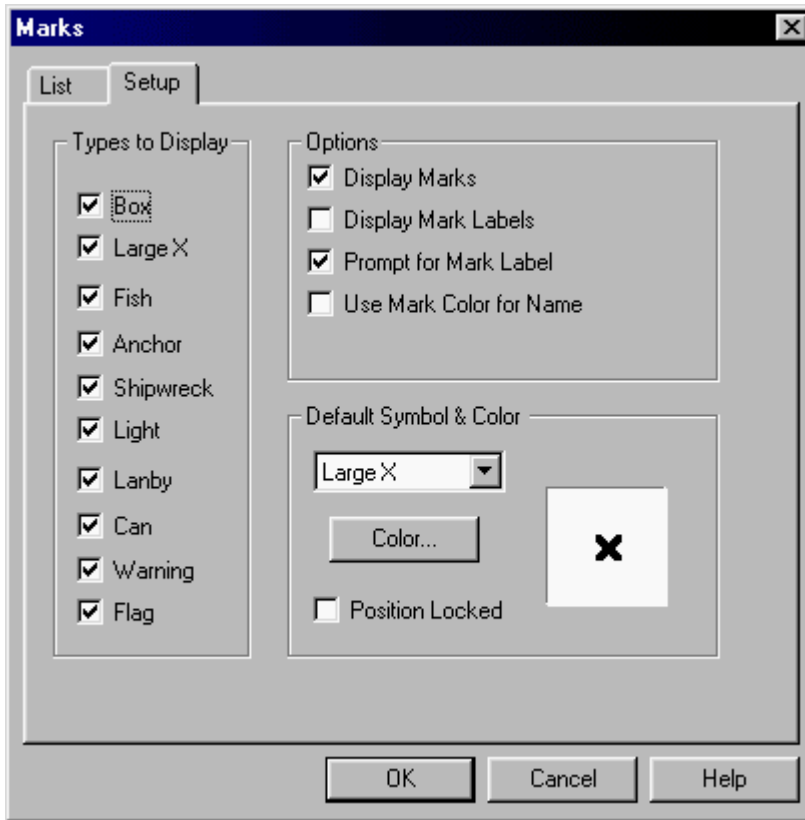 Marks
List
Setup
Types to Display
Box
Large X
Fish
Anchor
Shipwreck
Light
Lanby
Can
Warning
Flag
Options
Display Marks
Display Mark Labels
Prompt for Mark Label
Use Mark Color for Name
Default Symbol & Color
Large X
Color...
Position Locked
OK
Cancel
Help